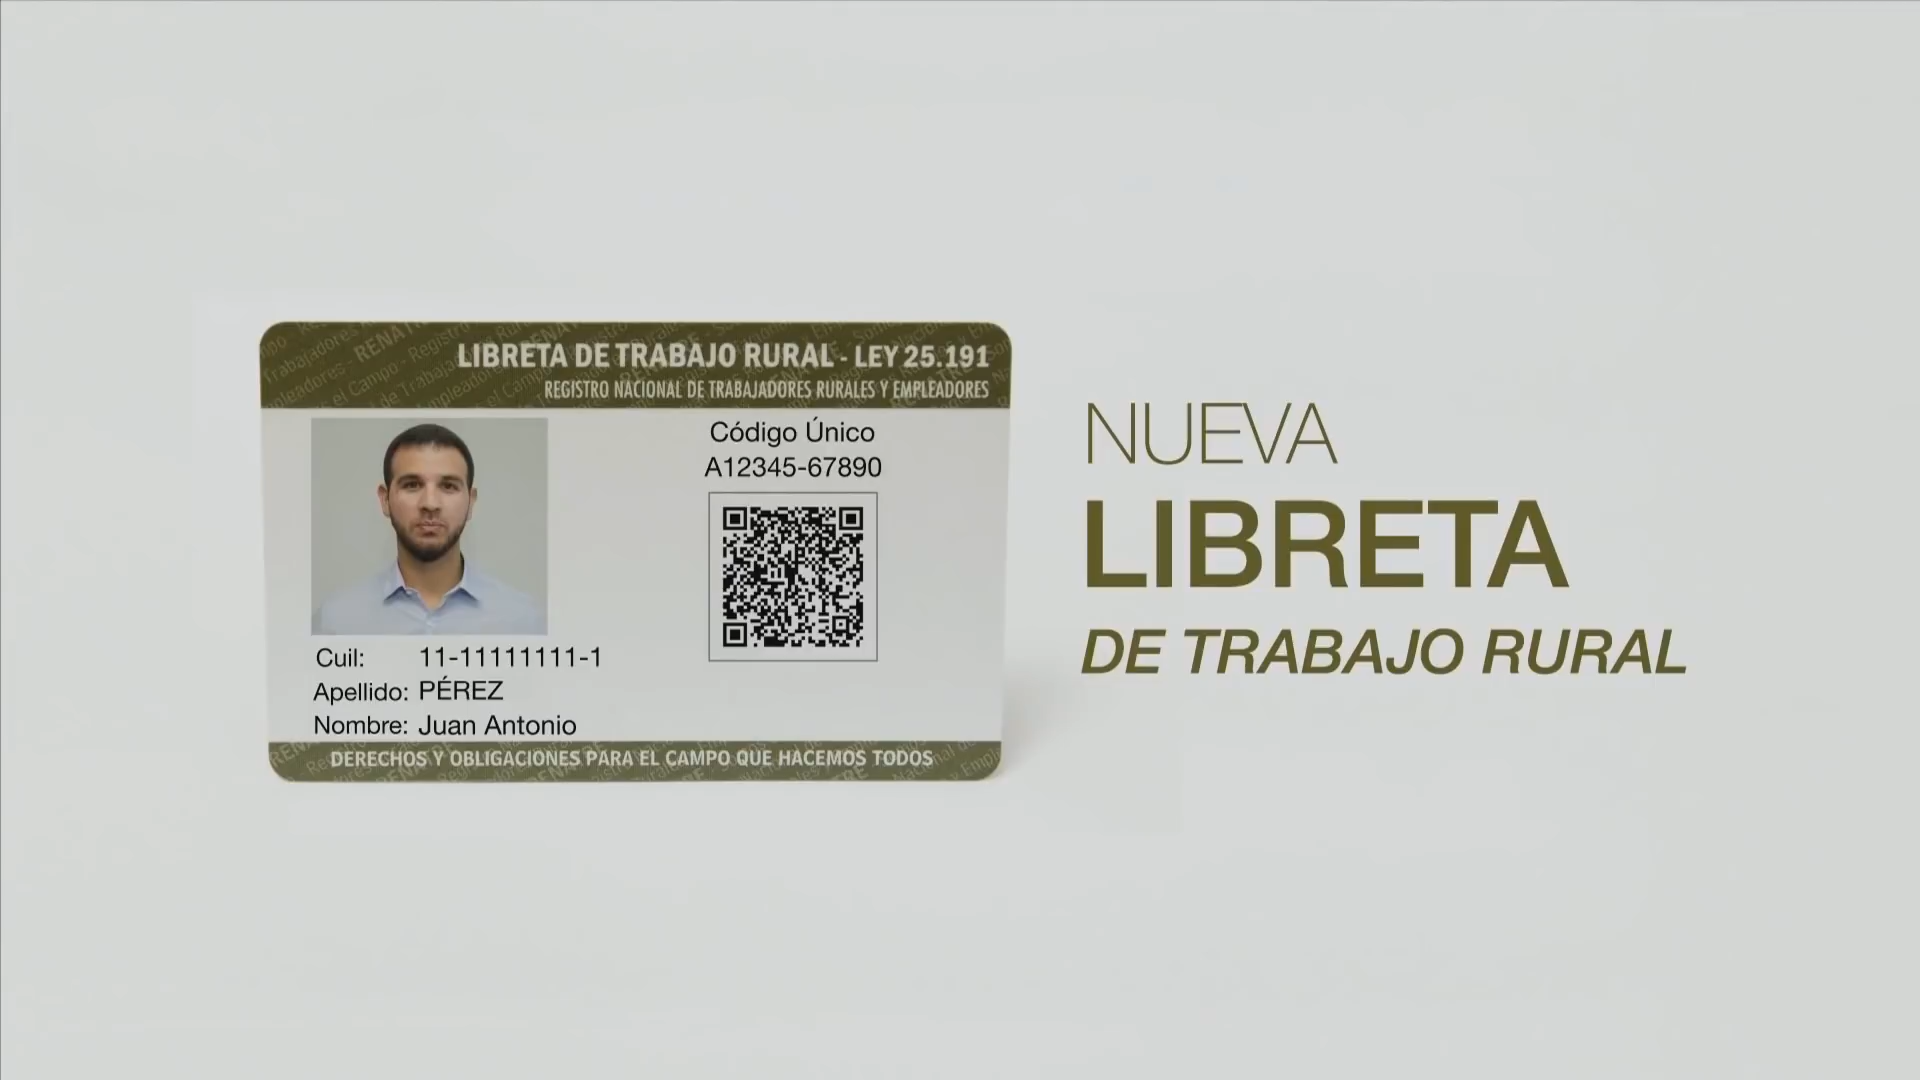 LIBRETA DE TRABAJO RURAL - LEY 25.191
REGISTRO NACIONAL DE TRABAJADORES RURALES Y EMPLEADORES
Código Único
A12345-67890
Cuil: 11-11111111-1
Apellido: PÉREZ
Nombre: Juan Antonio
DERECHOS Y OBLIGACIONES PARA EL CAMPO QUE HACEMOS TODOS
NUEVA
LIBRETA
DE TRABAJO RURAL